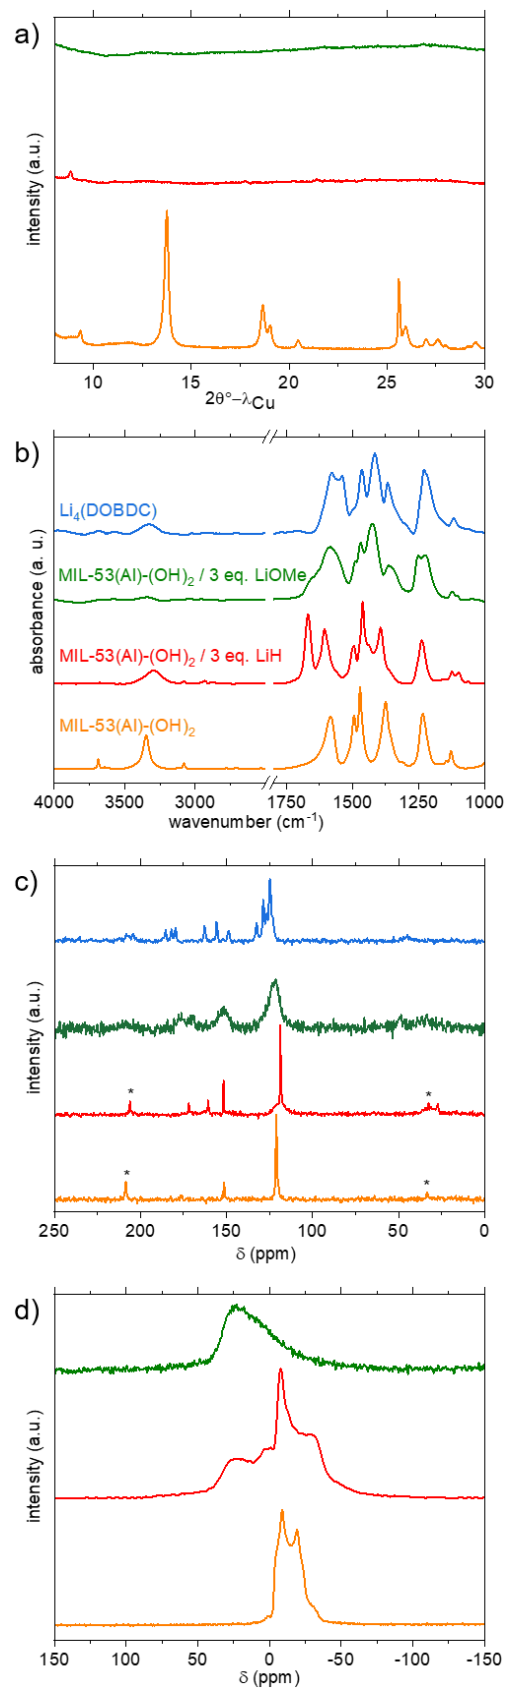 a)
intensity (a.u.)
10 15 20 25 30
2θ°–λCu
b)
absorbance (a. u.)
Li4(DOBDC)
MIL-53(Al)-(OH)2 / 3 eq. LiOMe
MIL-53(Al)-(OH)2 / 3 eq. LiH
MIL-53(Al)-(OH)2
4000 3500 3000 1750 1500 1250 1000
wavenumber (cm-1)
c)
intensity (a.u.)
* *
* *
250 200 150 100 50 0
δ (ppm)
d)
intensity (a.u.)
150 100 50 0 -50 -100 -150
δ (ppm)